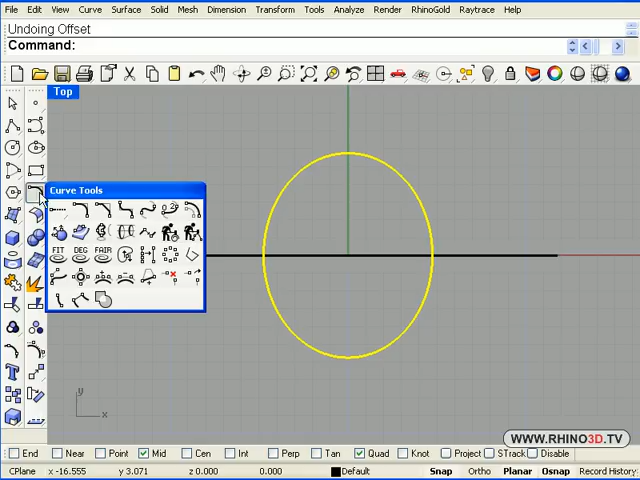 File Edit View Curve Surface Solid Mesh Dimension Transform Tools Analyze Render RhinoGold Raytrace Help
Undoing Offset
Command:
Top
Curve Tools
FIT DEG FAIR
y
x
WWW.RHINO3D.TV
End Near Point Mid Cen Int Perp Tan Quad Knot Project STrack Disable
CPlane x -16.555 y 3.071 z 0.000 0.000 Default Snap Ortho Planar Osnap Record History